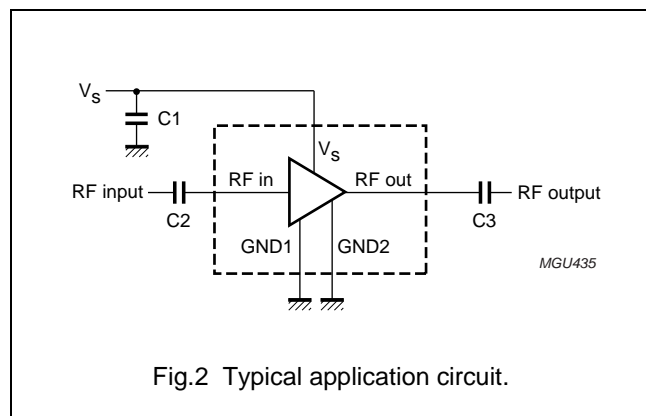 Vs
C1
Vs
RF input
RF in
RF out
RF output
C2
C3
GND1
GND2
MGU435
Fig.2 Typical application circuit.